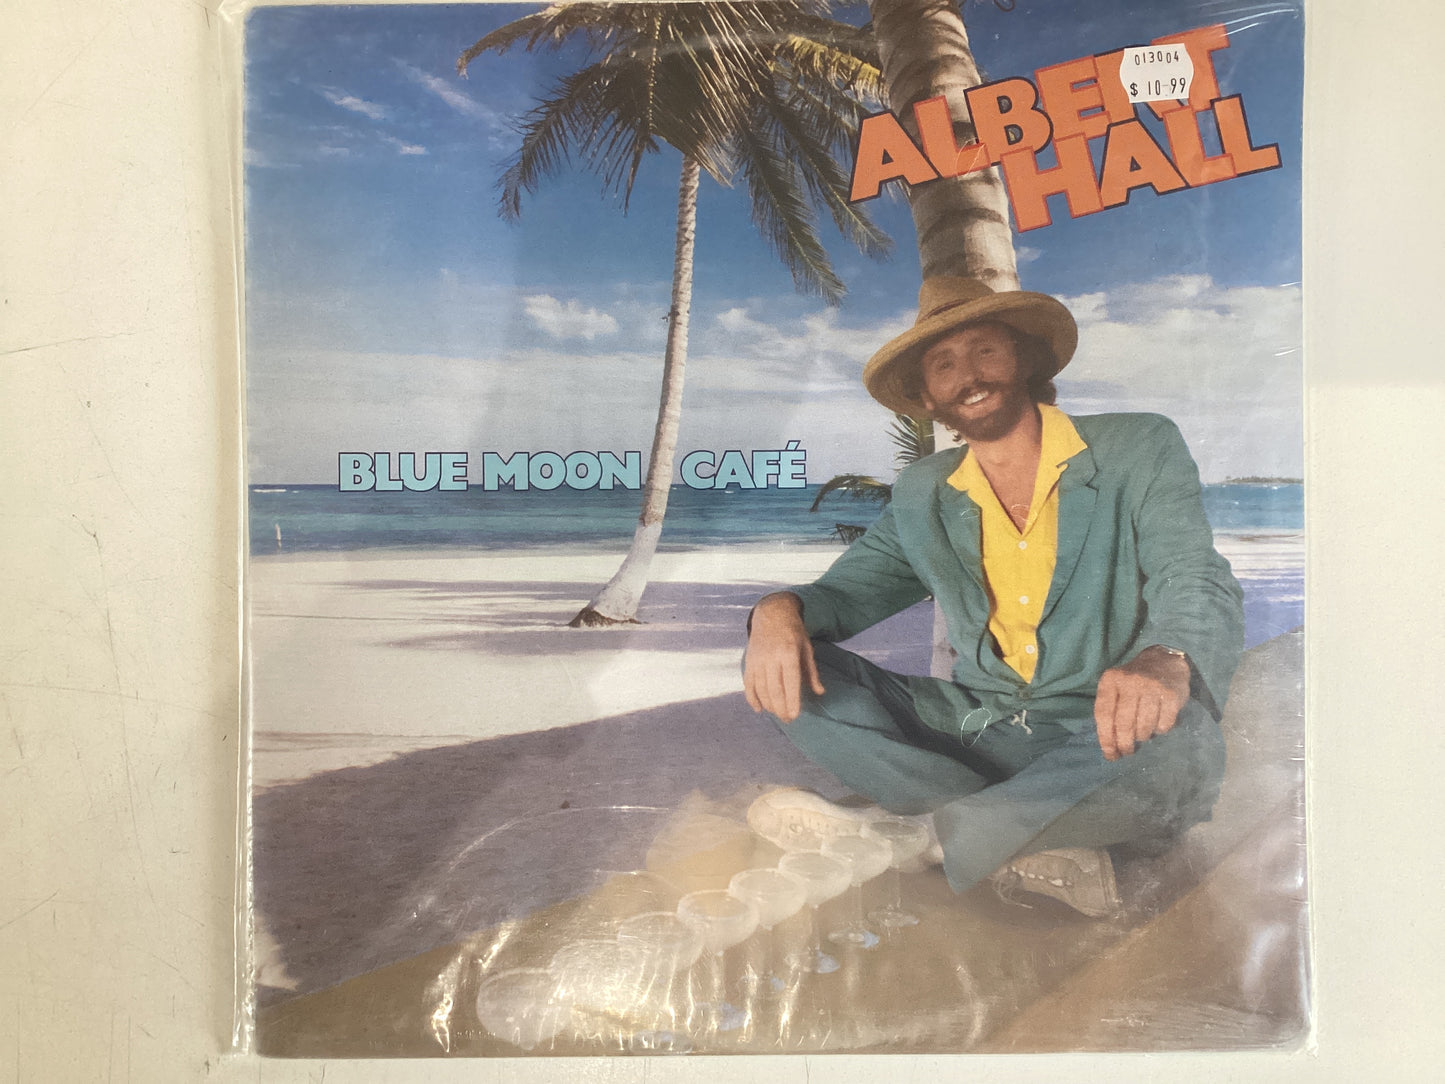 013004
$ 10-99
ALBERT
HALL
BLUE MOON CAFÉ